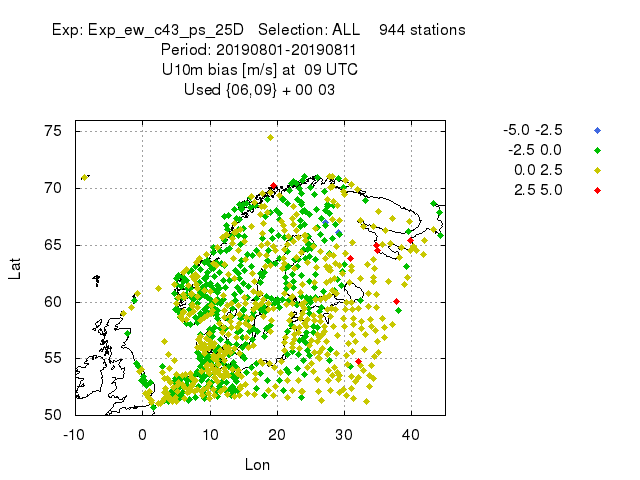 Exp: Exp_ew_c43_ps_25D   Selection: ALL    944 stations
Period: 20190801-20190811
U10m bias [m/s] at  09 UTC
Used {06,09} + 00 03
-5.0 -2.5
-2.5 0.0
0.0 2.5
2.5 5.0
75
70
65
60
55
50
Lat
-10 0 10 20 30 40
Lon